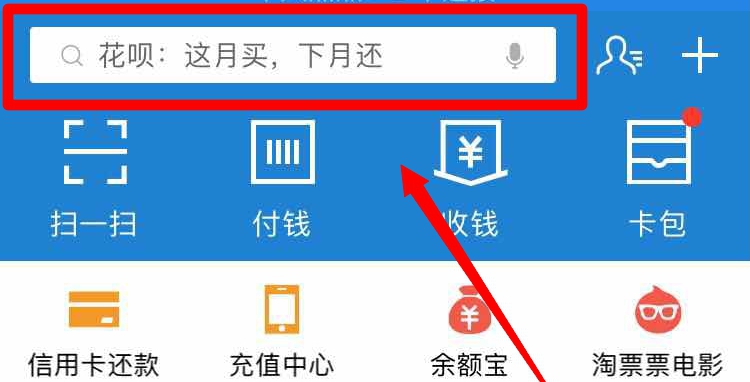 花呗：这月买，下月还
扫一扫 付钱 收钱 卡包
信用卡还款 充值中心 余额宝 淘票票电影